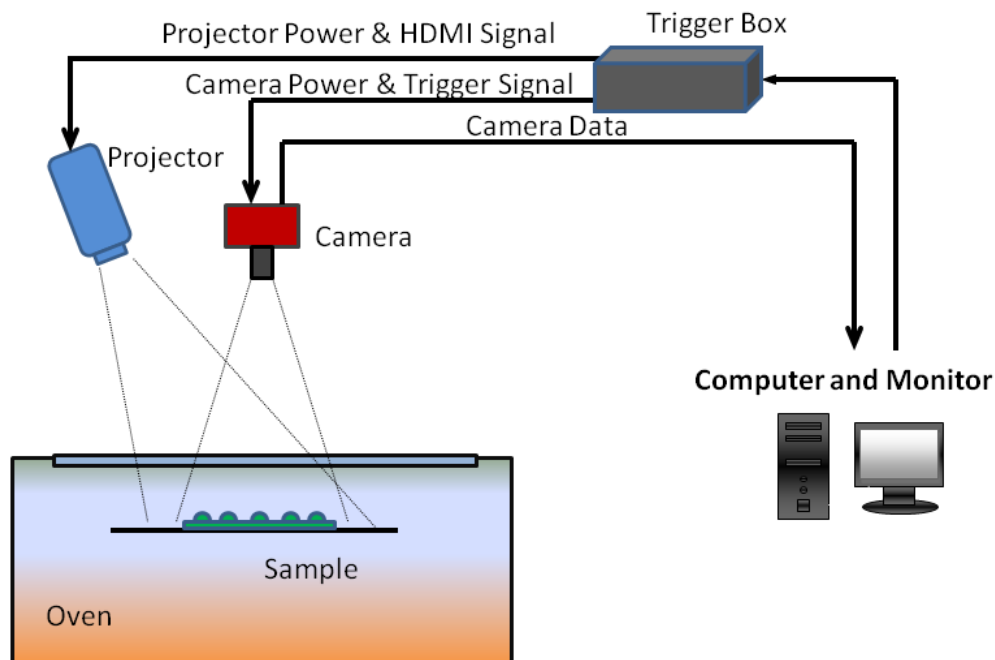 Projector Power & HDMI Signal
Trigger Box
Camera Power & Trigger Signal
Camera Data
Projector
Camera
Computer and Monitor
Sample
Oven